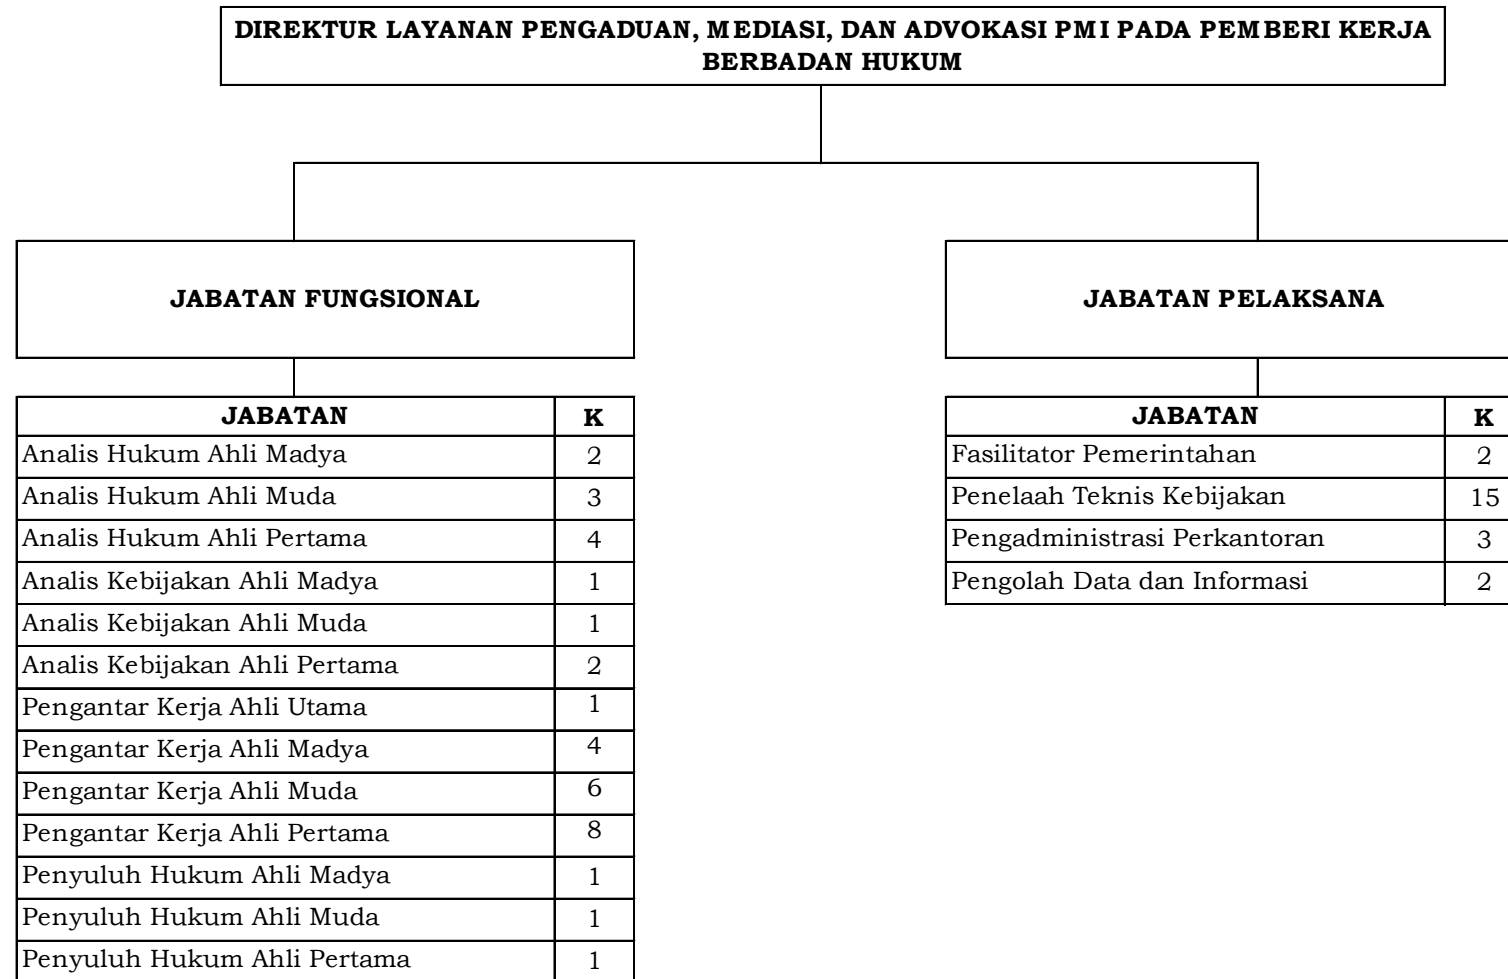 DIREKTUR LAYANAN PENGADUAN, MEDIASI, DAN ADVOKASI PMI PADA PEMBERI KERJA
BERBADAN HUKUM
JABATAN FUNGSIONAL
JABATAN K
Analis Hukum Ahli Madya 2
Analis Hukum Ahli Muda 3
Analis Hukum Ahli Pertama 4
Analis Kebijakan Ahli Madya 1
Analis Kebijakan Ahli Muda 1
Analis Kebijakan Ahli Pertama 2
Pengantar Kerja Ahli Utama 1
Pengantar Kerja Ahli Madya 4
Pengantar Kerja Ahli Muda 6
Pengantar Kerja Ahli Pertama 8
Penyuluh Hukum Ahli Madya 1
Penyuluh Hukum Ahli Muda 1
Penyuluh Hukum Ahli Pertama 1
JABATAN PELAKSANA
JABATAN K
Fasilitator Pemerintahan 2
Penelaah Teknis Kebijakan 15
Pengadministrasi Perkantoran 3
Pengolah Data dan Informasi 2